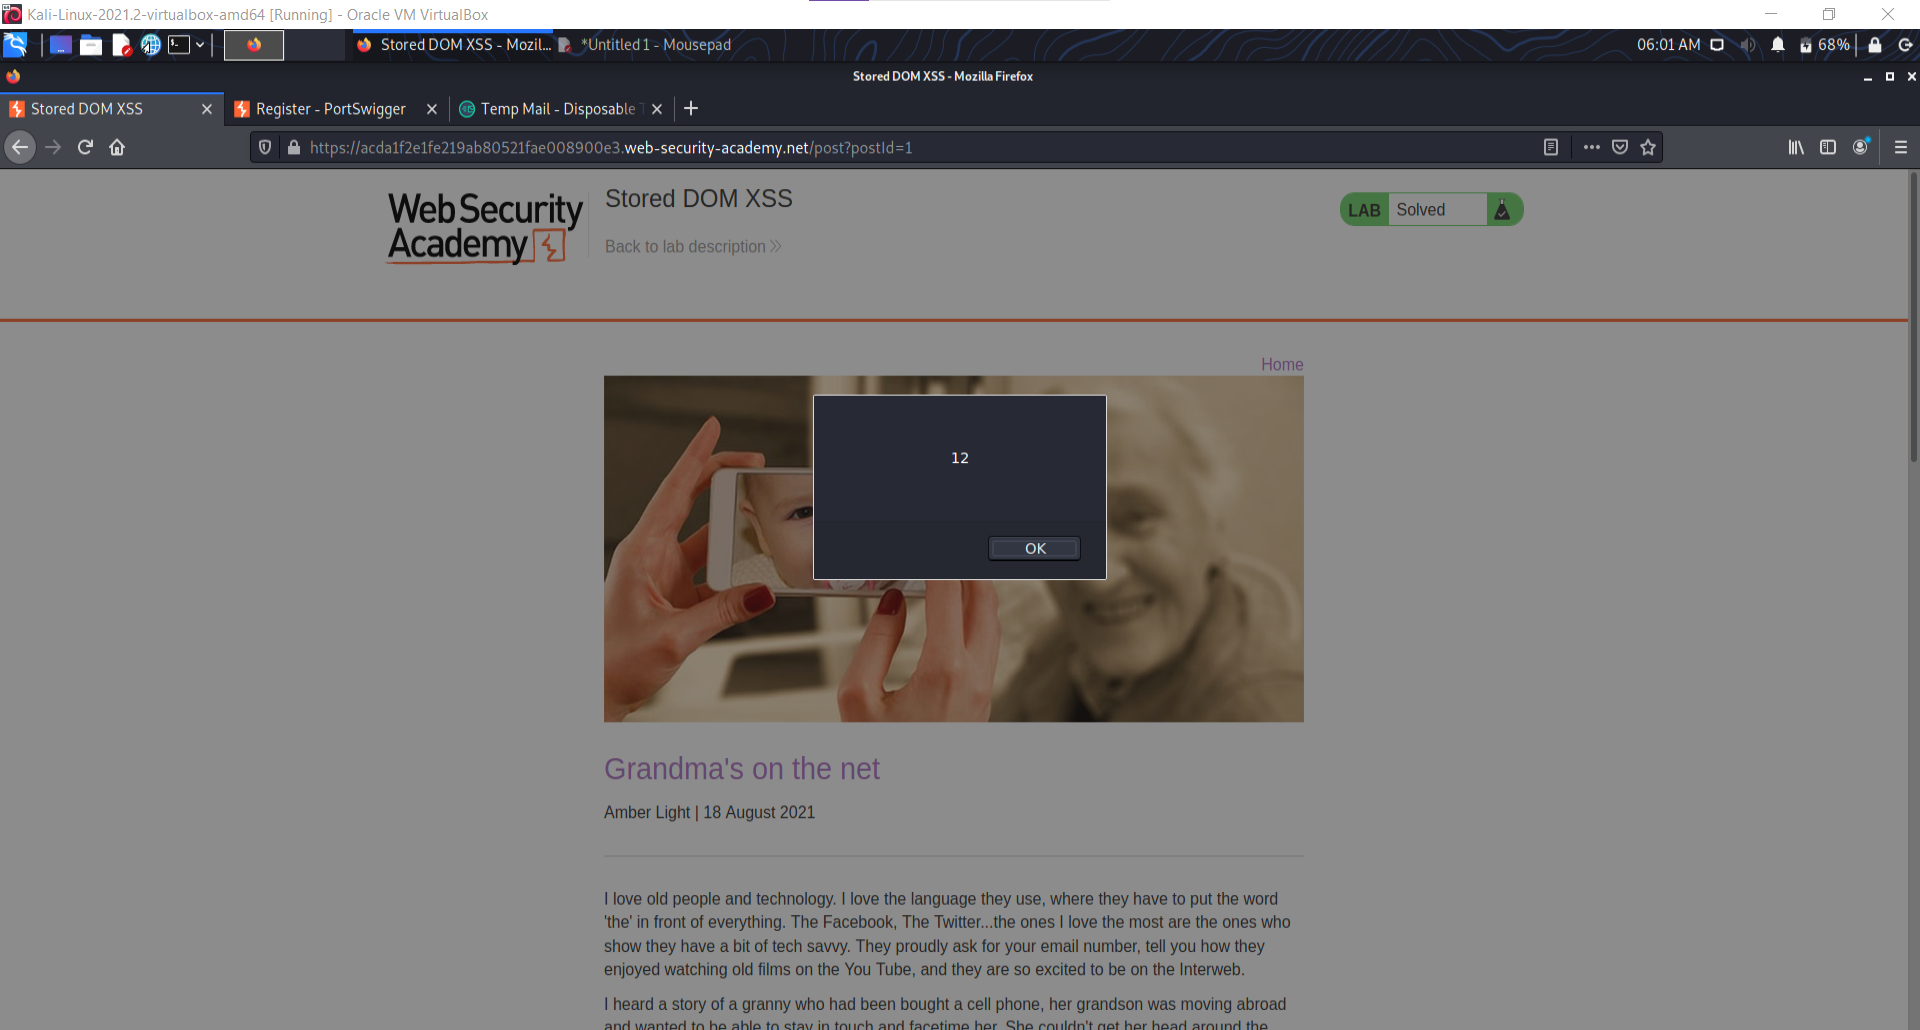 Kali-Linux-2021.2-virtualbox-amd64 [Running] - Oracle VM VirtualBox
Stored DOM XSS - Mozil... *Untitled 1 - Mousepad 06:01 AM 68%
Stored DOM XSS - Mozilla Firefox
Stored DOM XSS Register - PortSwigger Temp Mail - Disposable
https://acda1f2e1fe219ab80521fae008900e3.web-security-academy.net/post?postId=1
Web Security
Academy
Stored DOM XSS
Back to lab description
LAB Solved
Home
12
OK
Grandma's on the net
Amber Light | 18 August 2021
I love old people and technology. I love the language they use, where they have to put the word
'the' in front of everything. The Facebook, The Twitter...the ones I love the most are the ones who
show they have a bit of tech savvy. They proudly ask for your email number, tell you how they
enjoyed watching old films on the You Tube, and they are so excited to be on the Interweb.
I heard a story of a granny who had been bought a cell phone, her grandson was moving abroad
and wanted to be able to stay in touch and facetime her. She couldn't get her head around the